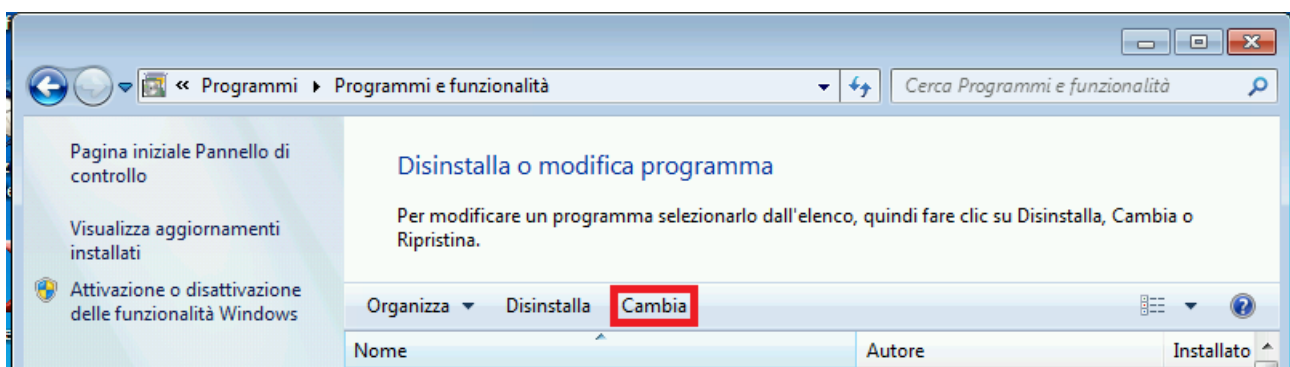 « Programmi ▸ Programmi e funzionalità
Cerca Programmi e funzionalità
Pagina iniziale Pannello di
controllo
Visualizza aggiornamenti
installati
Attivazione o disattivazione
delle funzionalità Windows
Disinstalla o modifica programma
Per modificare un programma selezionarlo dall'elenco, quindi fare clic su Disinstalla, Cambia o
Ripristina.
Organizza Disinstalla Cambia
Nome Autore Installato